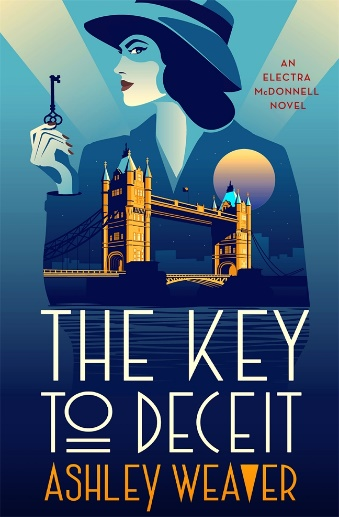 AN
ELECTRA
McDONNELL
NOVEL
THE KEY
TO DECEIT
ASHLEY WEAVER